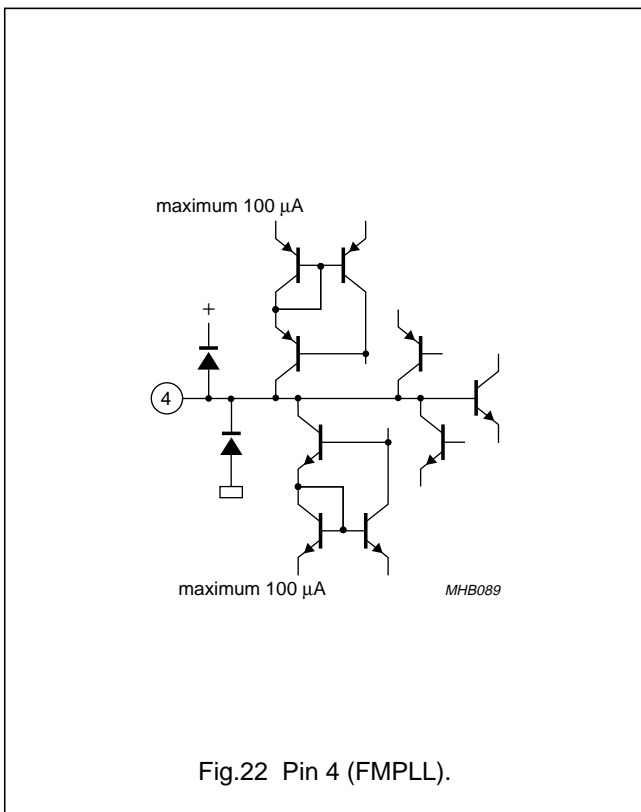 maximum 100 μA
+
4
maximum 100 μA
MHB089
Fig.22 Pin 4 (FMPLL).